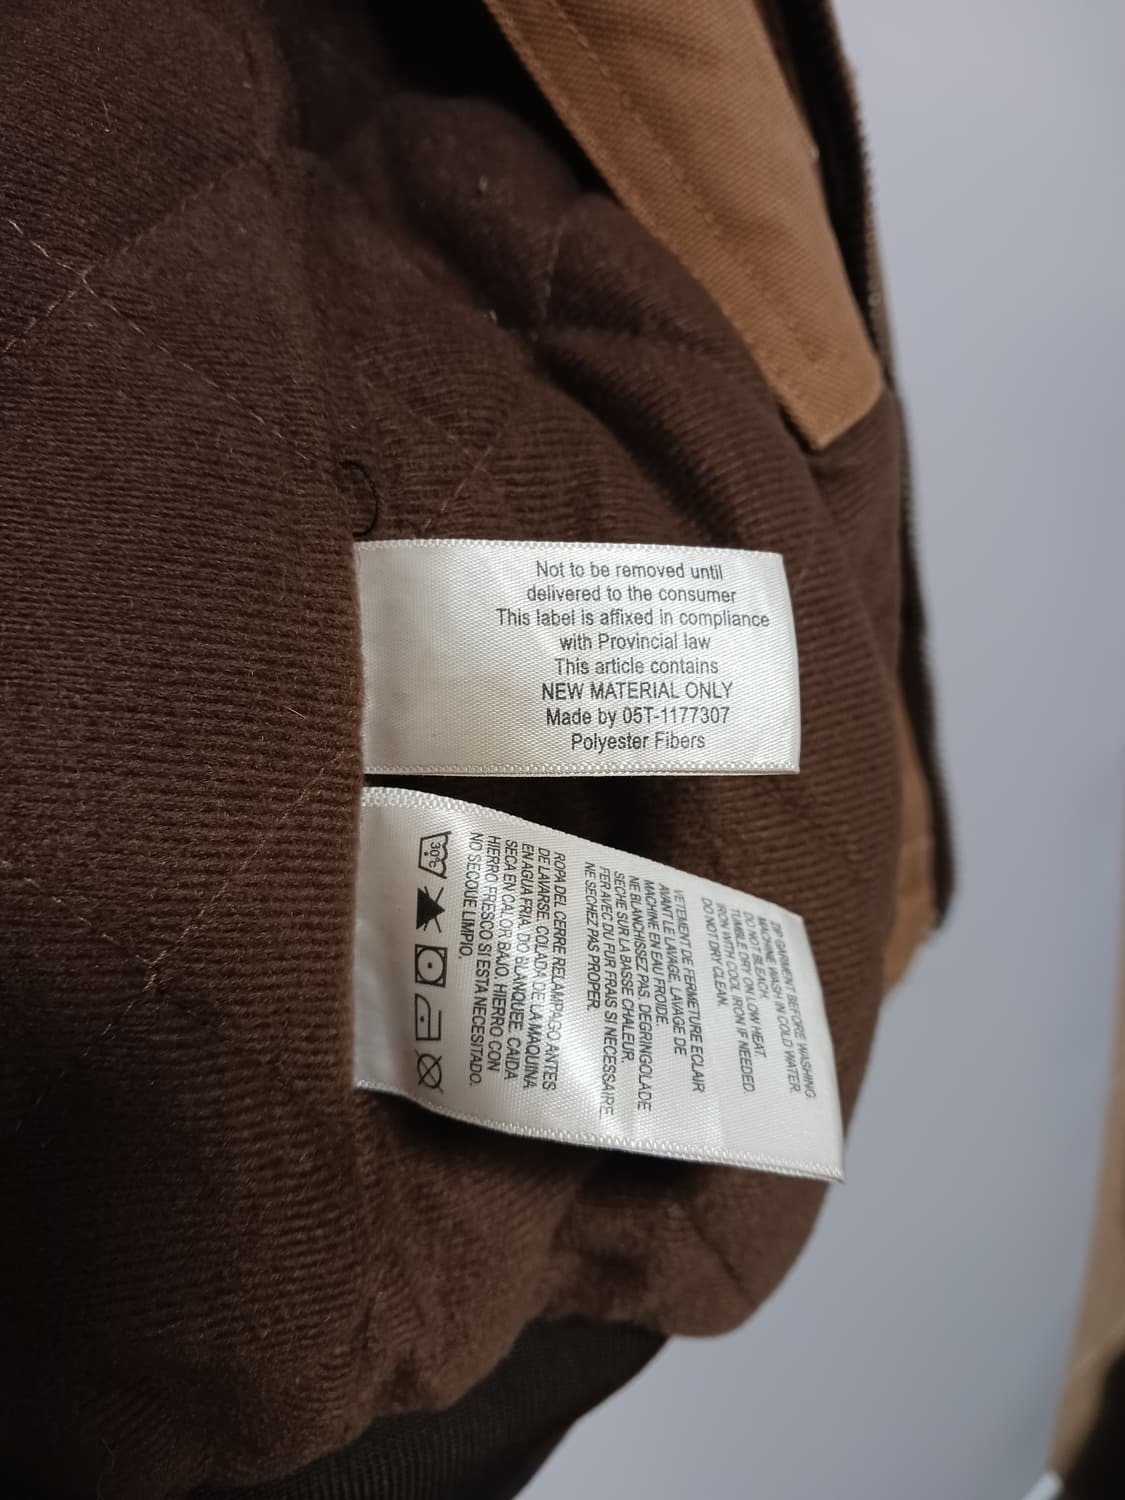 Not to be removed until
delivered to the consumer
This label is affixed in compliance
with Provincial law
This article contains
NEW MATERIAL ONLY
Made by 05T-1177307
Polyester Fibers
ZIP GARMENT BEFORE WASHING.
MACHINE WASH IN COLD WATER.
DO NOT BLEACH.
TUMBLE DRY ON LOW HEAT.
IRON WITH COOL IRON IF NEEDED.
DO NOT DRY CLEAN.
VETEMENT DE FERMETURE ECLAIR
AVANT LE LAVAGE. LAVAGE DE
MACHINE EN EAU FROIDE.
NE BLANCHISSEZ PAS. DEGRINGOLADE
SECHE SUR LA BASSE CHALEUR.
FER AVEC DU FUR FRAIS SI NECESSAIRE.
NE SECHEZ PAS PROPER.
ROPA DEL CERRE RELAMPAGO ANTES
DE LAVARSE. COLADA DE LA MAQUINA
EN AGUA FRIA. DO BLANQUEE. CAIDA
SECA EN CALOR BAJO. HIERRO CON
HIERRO FRESCO SI ESTA NECESITADO.
NO SECQUE LIMPIO.
30°C